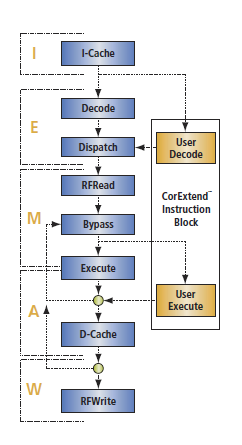 I
I-Cache
E
Decode
Dispatch
User
Decode
RFRead
CorExtend™
Instruction
Block
M
Bypass
Execute
User
Execute
A
D-Cache
W
RFWrite